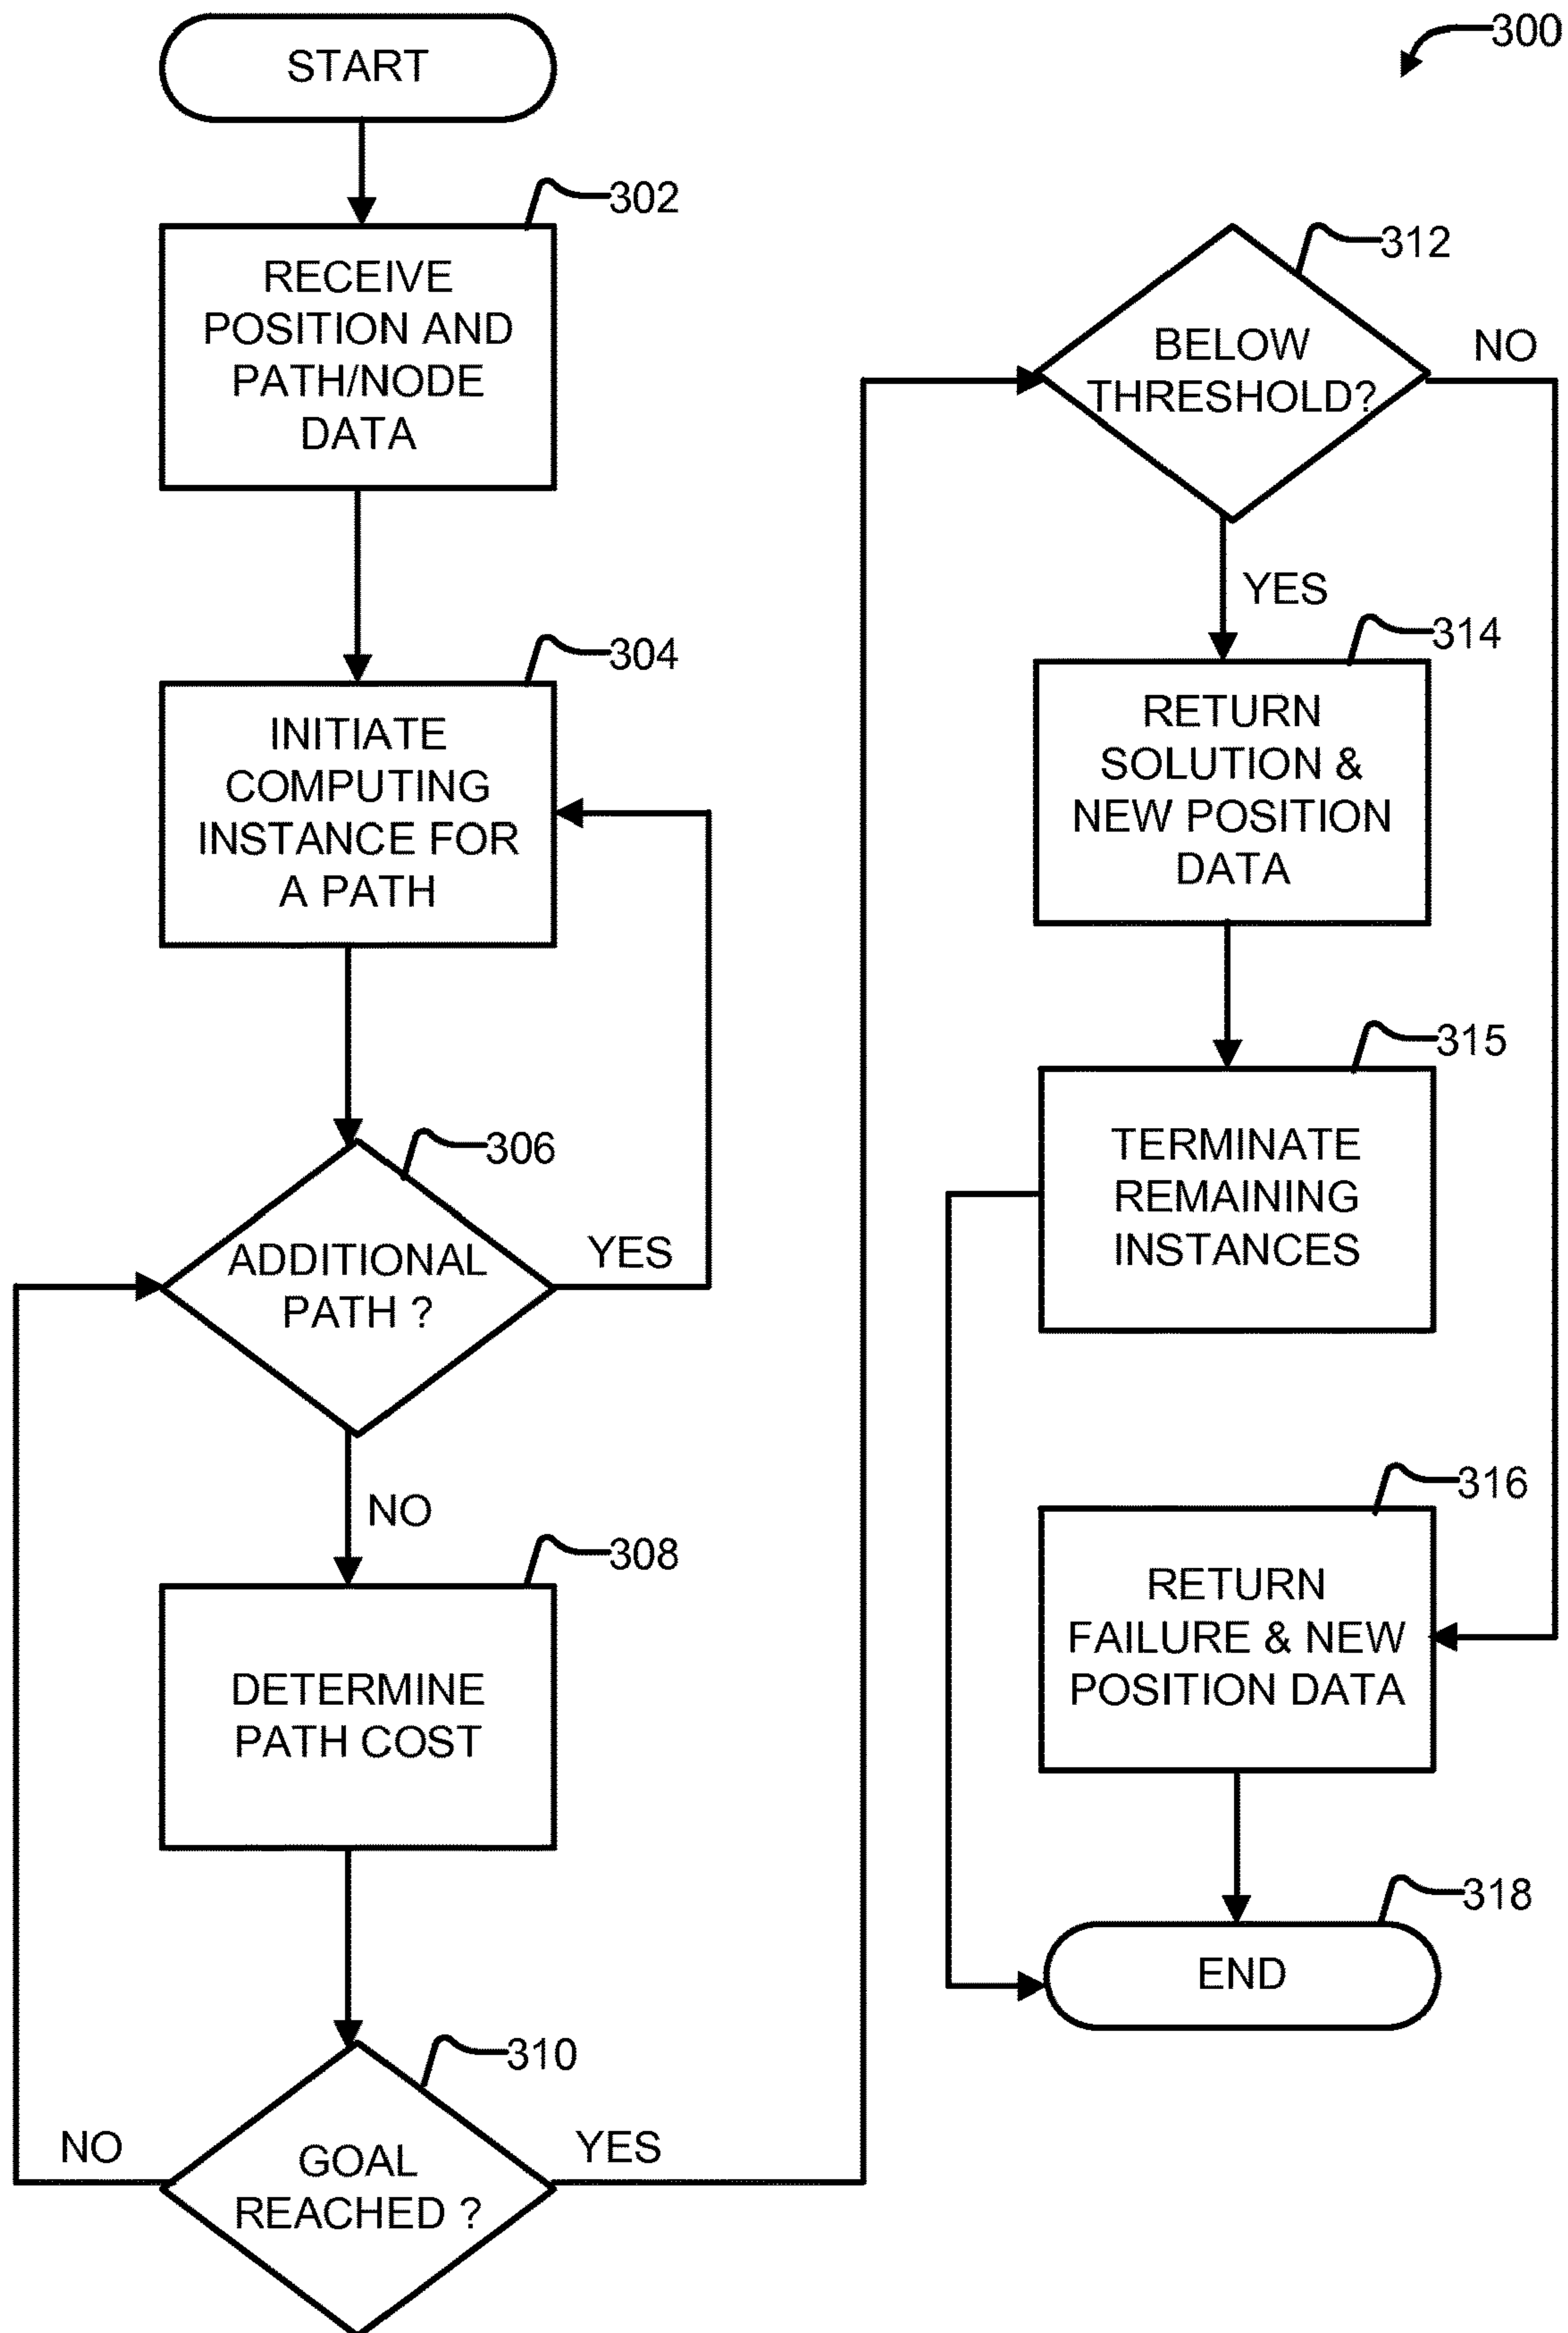 START
300
302
RECEIVE
POSITION AND
PATH/NODE
DATA
304
INITIATE
COMPUTING
INSTANCE FOR
A PATH
306
ADDITIONAL
PATH ?
YES
NO
308
DETERMINE
PATH COST
310
GOAL
REACHED ?
NO
YES
312
BELOW
THRESHOLD?
NO
YES
314
RETURN
SOLUTION &
NEW POSITION
DATA
315
TERMINATE
REMAINING
INSTANCES
316
RETURN
FAILURE & NEW
POSITION DATA
318
END